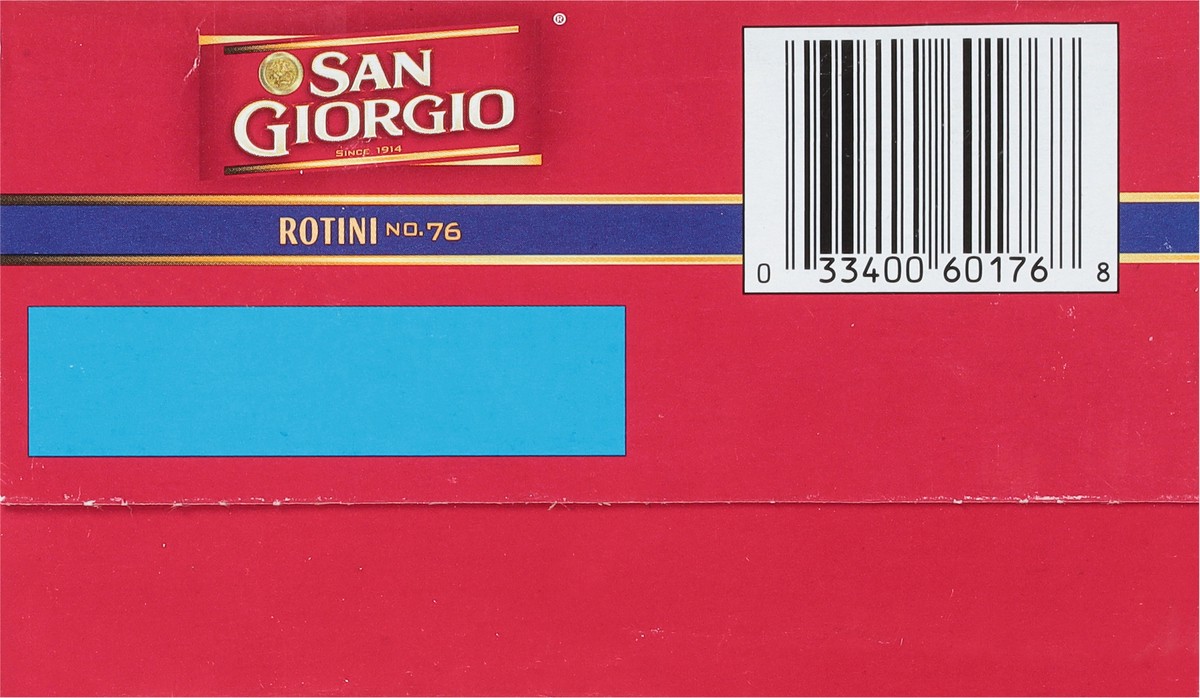 ®
SAN
GIORGIO
SINCE 1914
ROTINI NO.76
0 33400 60176 8